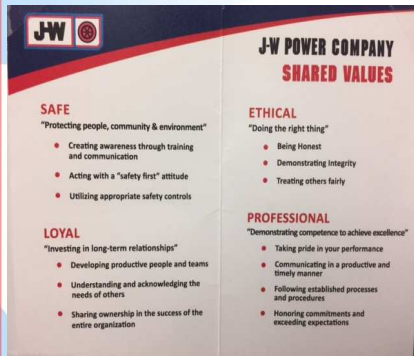 J-W
J-W POWER COMPANY
SHARED VALUES
SAFE
"Protecting people, community & environment"
Creating awareness through training
and communication
Acting with a "safety first" attitude
Utilizing appropriate safety controls
LOYAL
"Investing in long-term relationships"
Developing productive people and teams
Understanding and acknowledging the
needs of others
Sharing ownership in the success of the
entire organization
ETHICAL
"Doing the right thing"
Being Honest
Demonstrating Integrity
Treating others fairly
PROFESSIONAL
"Demonstrating competence to achieve excellence"
Taking pride in your performance
Communicating in a productive and
timely manner
Following established processes
and procedures
Honoring commitments and
exceeding expectations